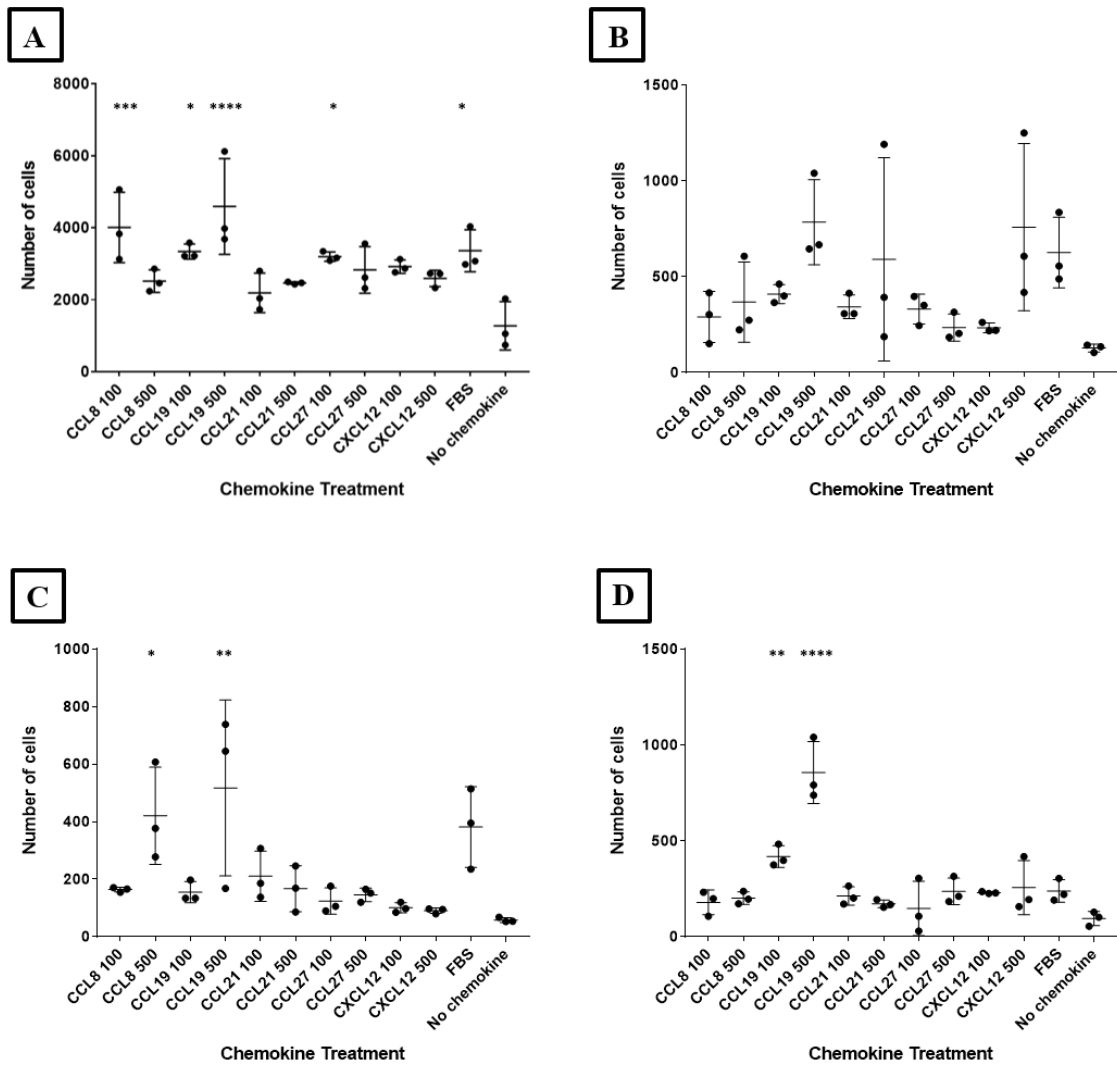 A
Number of cells
8000
6000
4000
2000
0
*** * **** * *
CCL8 100
CCL8 500
CCL19 100
CCL19 500
CCL21 100
CCL21 500
CCL27 100
CCL27 500
CXCL12 100
CXCL12 500
FBS
No chemokine
Chemokine Treatment
B
Number of cells
1500
1000
500
0
CCL8 100
CCL8 500
CCL19 100
CCL19 500
CCL21 100
CCL21 500
CCL27 100
CCL27 500
CXCL12 100
CXCL12 500
FBS
No chemokine
Chemokine Treatment
C
Number of cells
1000
800
600
400
200
0
* **
CCL8 100
CCL8 500
CCL19 100
CCL19 500
CCL21 100
CCL21 500
CCL27 100
CCL27 500
CXCL12 100
CXCL12 500
FBS
No chemokine
Chemokine Treatment
D
Number of cells
1500
1000
500
0
** ****
CCL8 100
CCL8 500
CCL19 100
CCL19 500
CCL21 100
CCL21 500
CCL27 100
CCL27 500
CXCL12 100
CXCL12 500
FBS
No chemokine
Chemokine Treatment